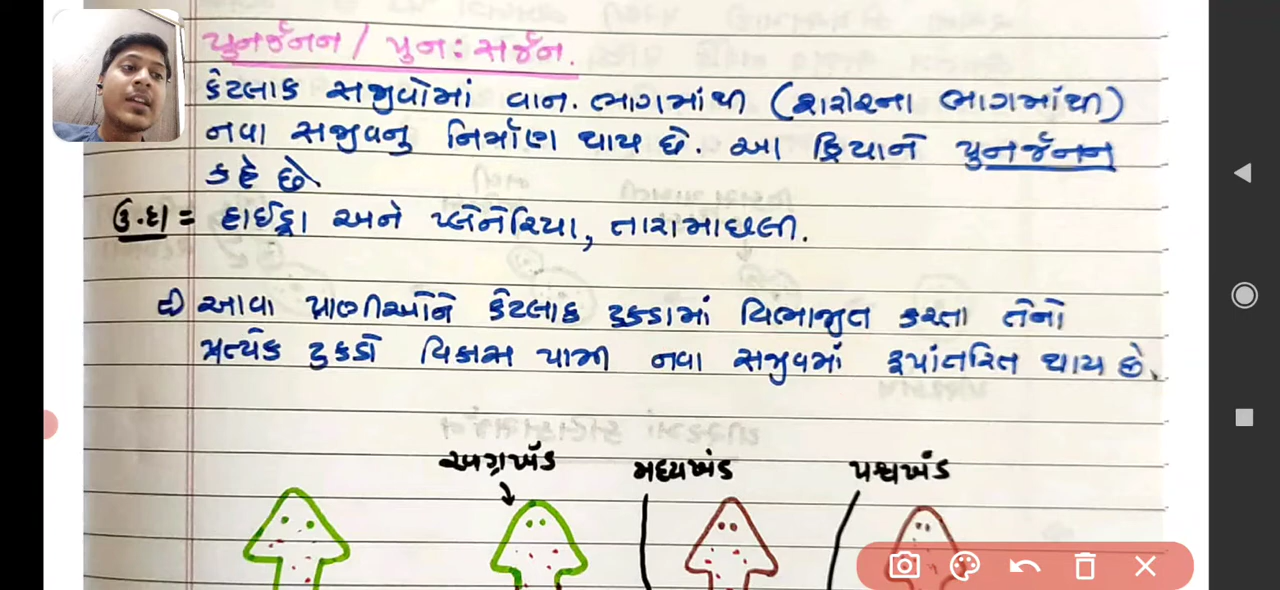 પુનર્જનન / પુન: સર્જન.
કેટલાક સજીવોમાં વાન. ભાગમાંથી (શરીરના ભાગમાંથી)
નવા સજીવનુ નિર્માણ થાય છે. આ ક્રિયાને પુનર્જનન
કહે છે.
ઉ.દા = હાઈડ્રા અને પ્લેનેરિયા, તારામાછલી.
આવા પ્રાણીઓને કેટલાક ટુકડામાં વિભાજીત કરતા તેનો
પ્રત્યેક ટુકડો વિકાસ પામી નવા સજીવમાં રૂપાંતરિત થાય છે.
અગ્રખંડ મધ્યખંડ પશ્ચખંડ